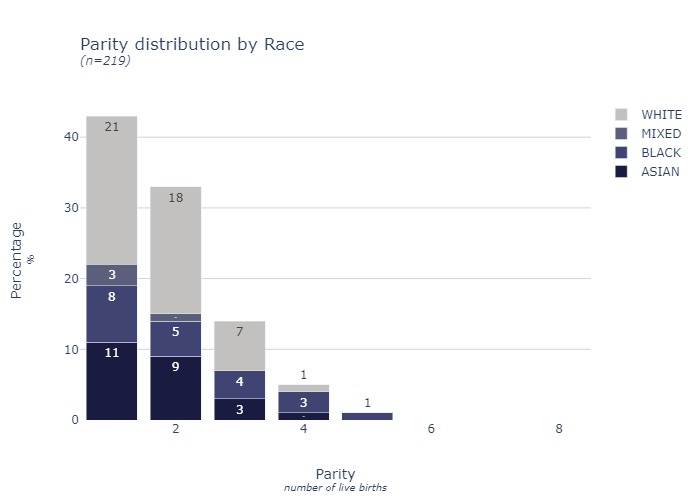 Parity distribution by Race
(n=219)
WHITE
MIXED
BLACK
ASIAN
Percentage
%
40
30
20
10
0
21
3
8
11
18
-
5
9
7
4
3
1
3
-
1
2
4
6
8
Parity
number of live births